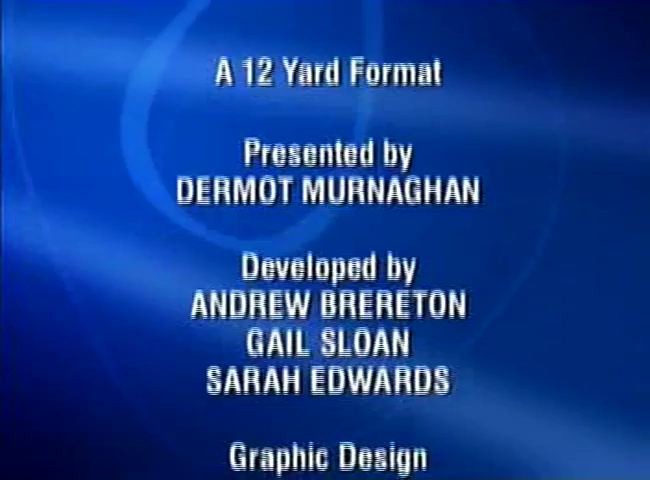 A 12 Yard Format
Presented by
DERMOT MURNAGHAN
Developed by
ANDREW BRERETON
GAIL SLOAN
SARAH EDWARDS
Graphic Design